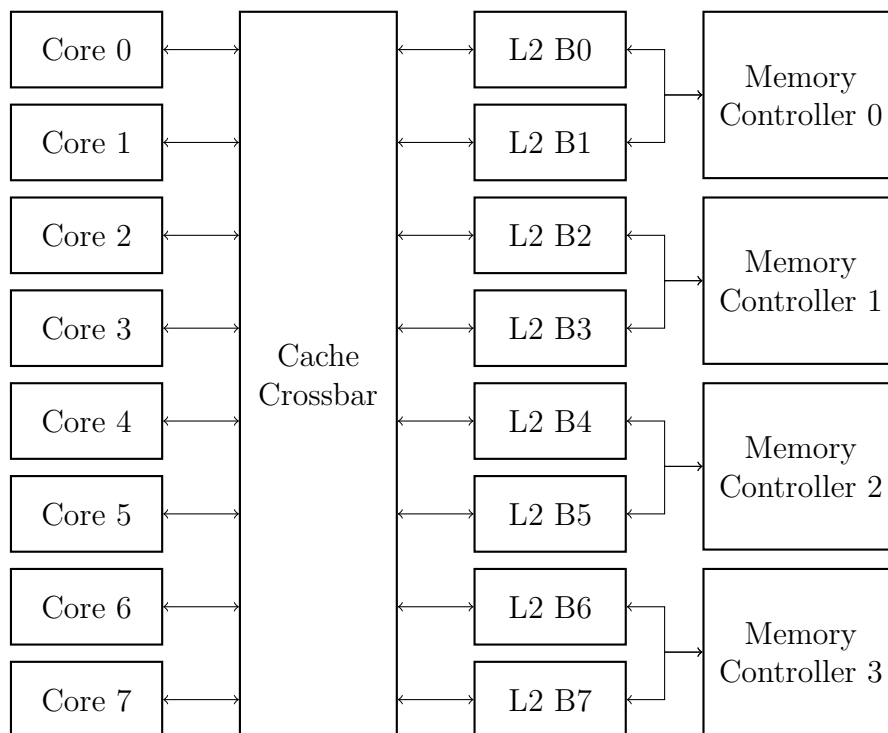 Core 0
Core 1
Core 2
Core 3
Core 4
Core 5
Core 6
Core 7
Cache
Crossbar
L2 B0
L2 B1
L2 B2
L2 B3
L2 B4
L2 B5
L2 B6
L2 B7
Memory
Controller 0
Memory
Controller 1
Memory
Controller 2
Memory
Controller 3